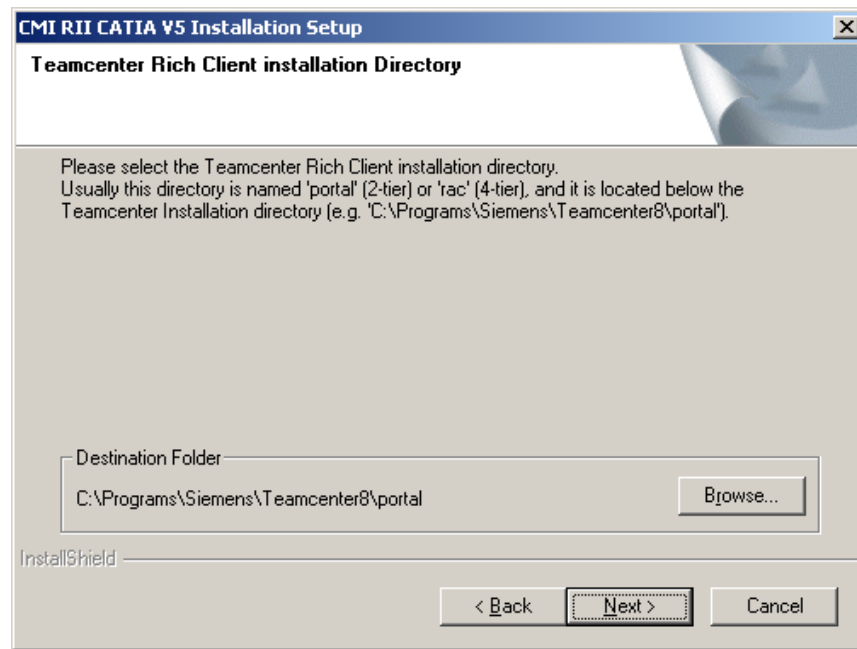 CMI RII CATIA V5 Installation Setup
Teamcenter Rich Client installation Directory
Please select the Teamcenter Rich Client installation directory.
Usually this directory is named 'portal' (2-tier) or 'rac' (4-tier), and it is located below the
Teamcenter Installation directory (e.g. 'C:\Programs\Siemens\Teamcenter8\portal').
Destination Folder
C:\Programs\Siemens\Teamcenter8\portal
Browse...
InstallShield
< Back
Next >
Cancel